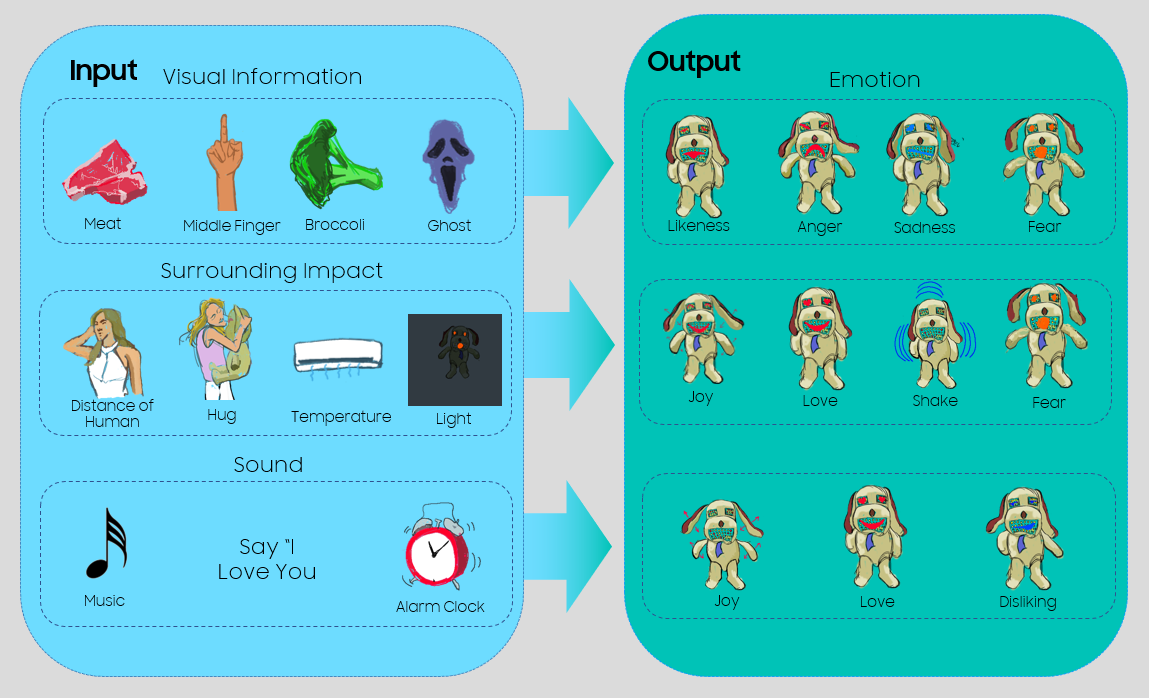 Input
Visual Information
Meat
Middle Finger
Broccoli
Ghost
Surrounding Impact
Distance of
Human
Hug
Temperature
Light
Sound
Music
Say “I
Love You
Alarm Clock
Output
Emotion
Likeness
Anger
Sadness
Fear
Joy
Love
Shake
Fear
Joy
Love
Disliking